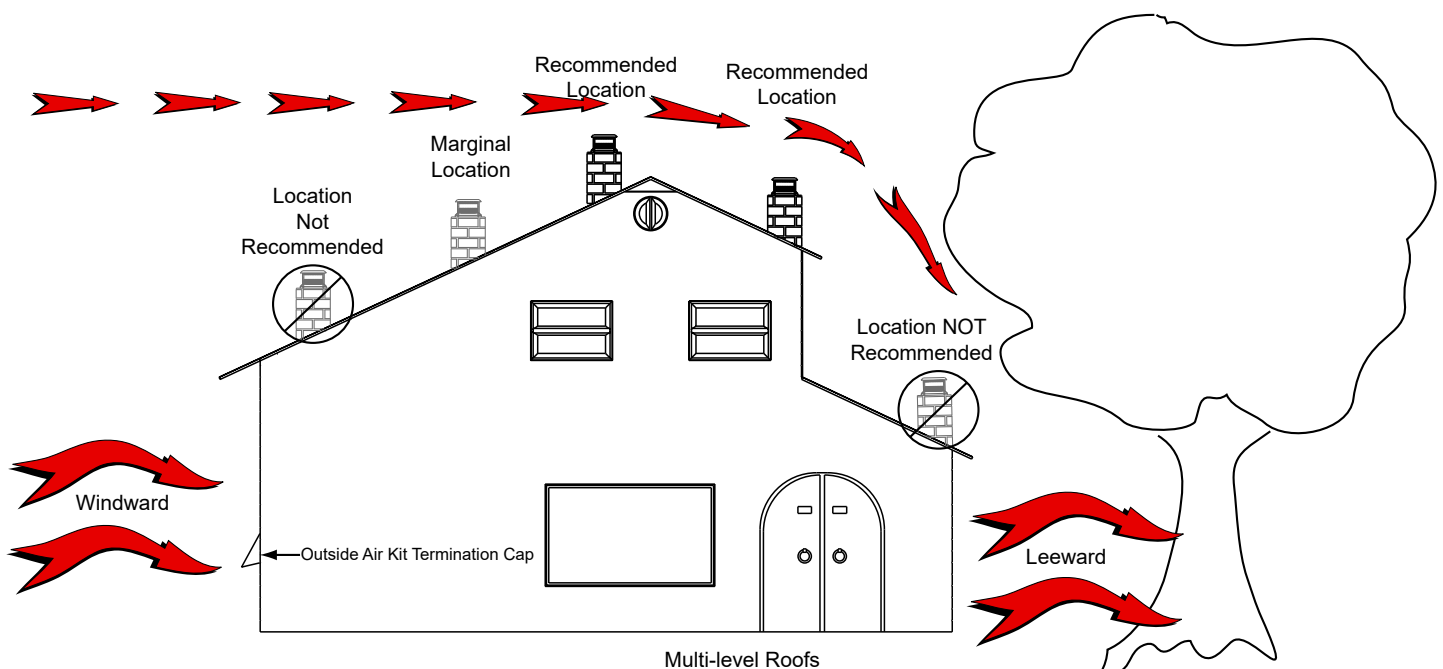 Recommended
Location
Recommended
Location
Marginal
Location
Location
Not
Recommended
Location NOT
Recommended
Windward
Outside Air Kit Termination Cap
Leeward
Multi-level Roofs